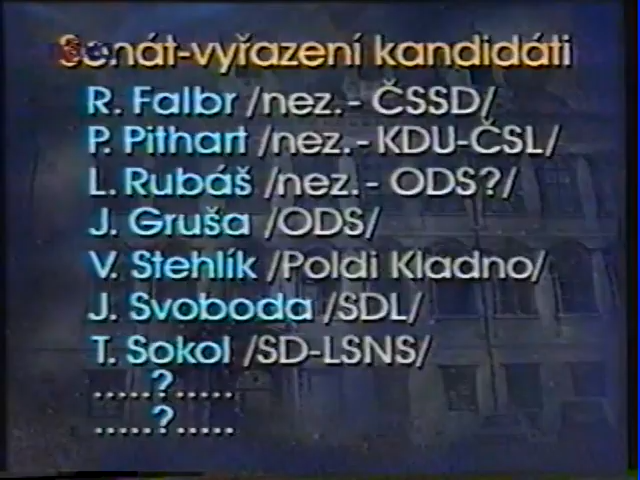 Senát-vyřazení kandidáti
R. Falbr /nez.- ČSSD/
P. Pithart /nez.- KDU-ČSL/
L. Rubáš /nez.- ODS?/
J. Gruša /ODS/
V. Stehlík /Poldi Kladno/
J. Svoboda /SDL/
T. Sokol /SD-LSNS/
.....?.....
.....?.....